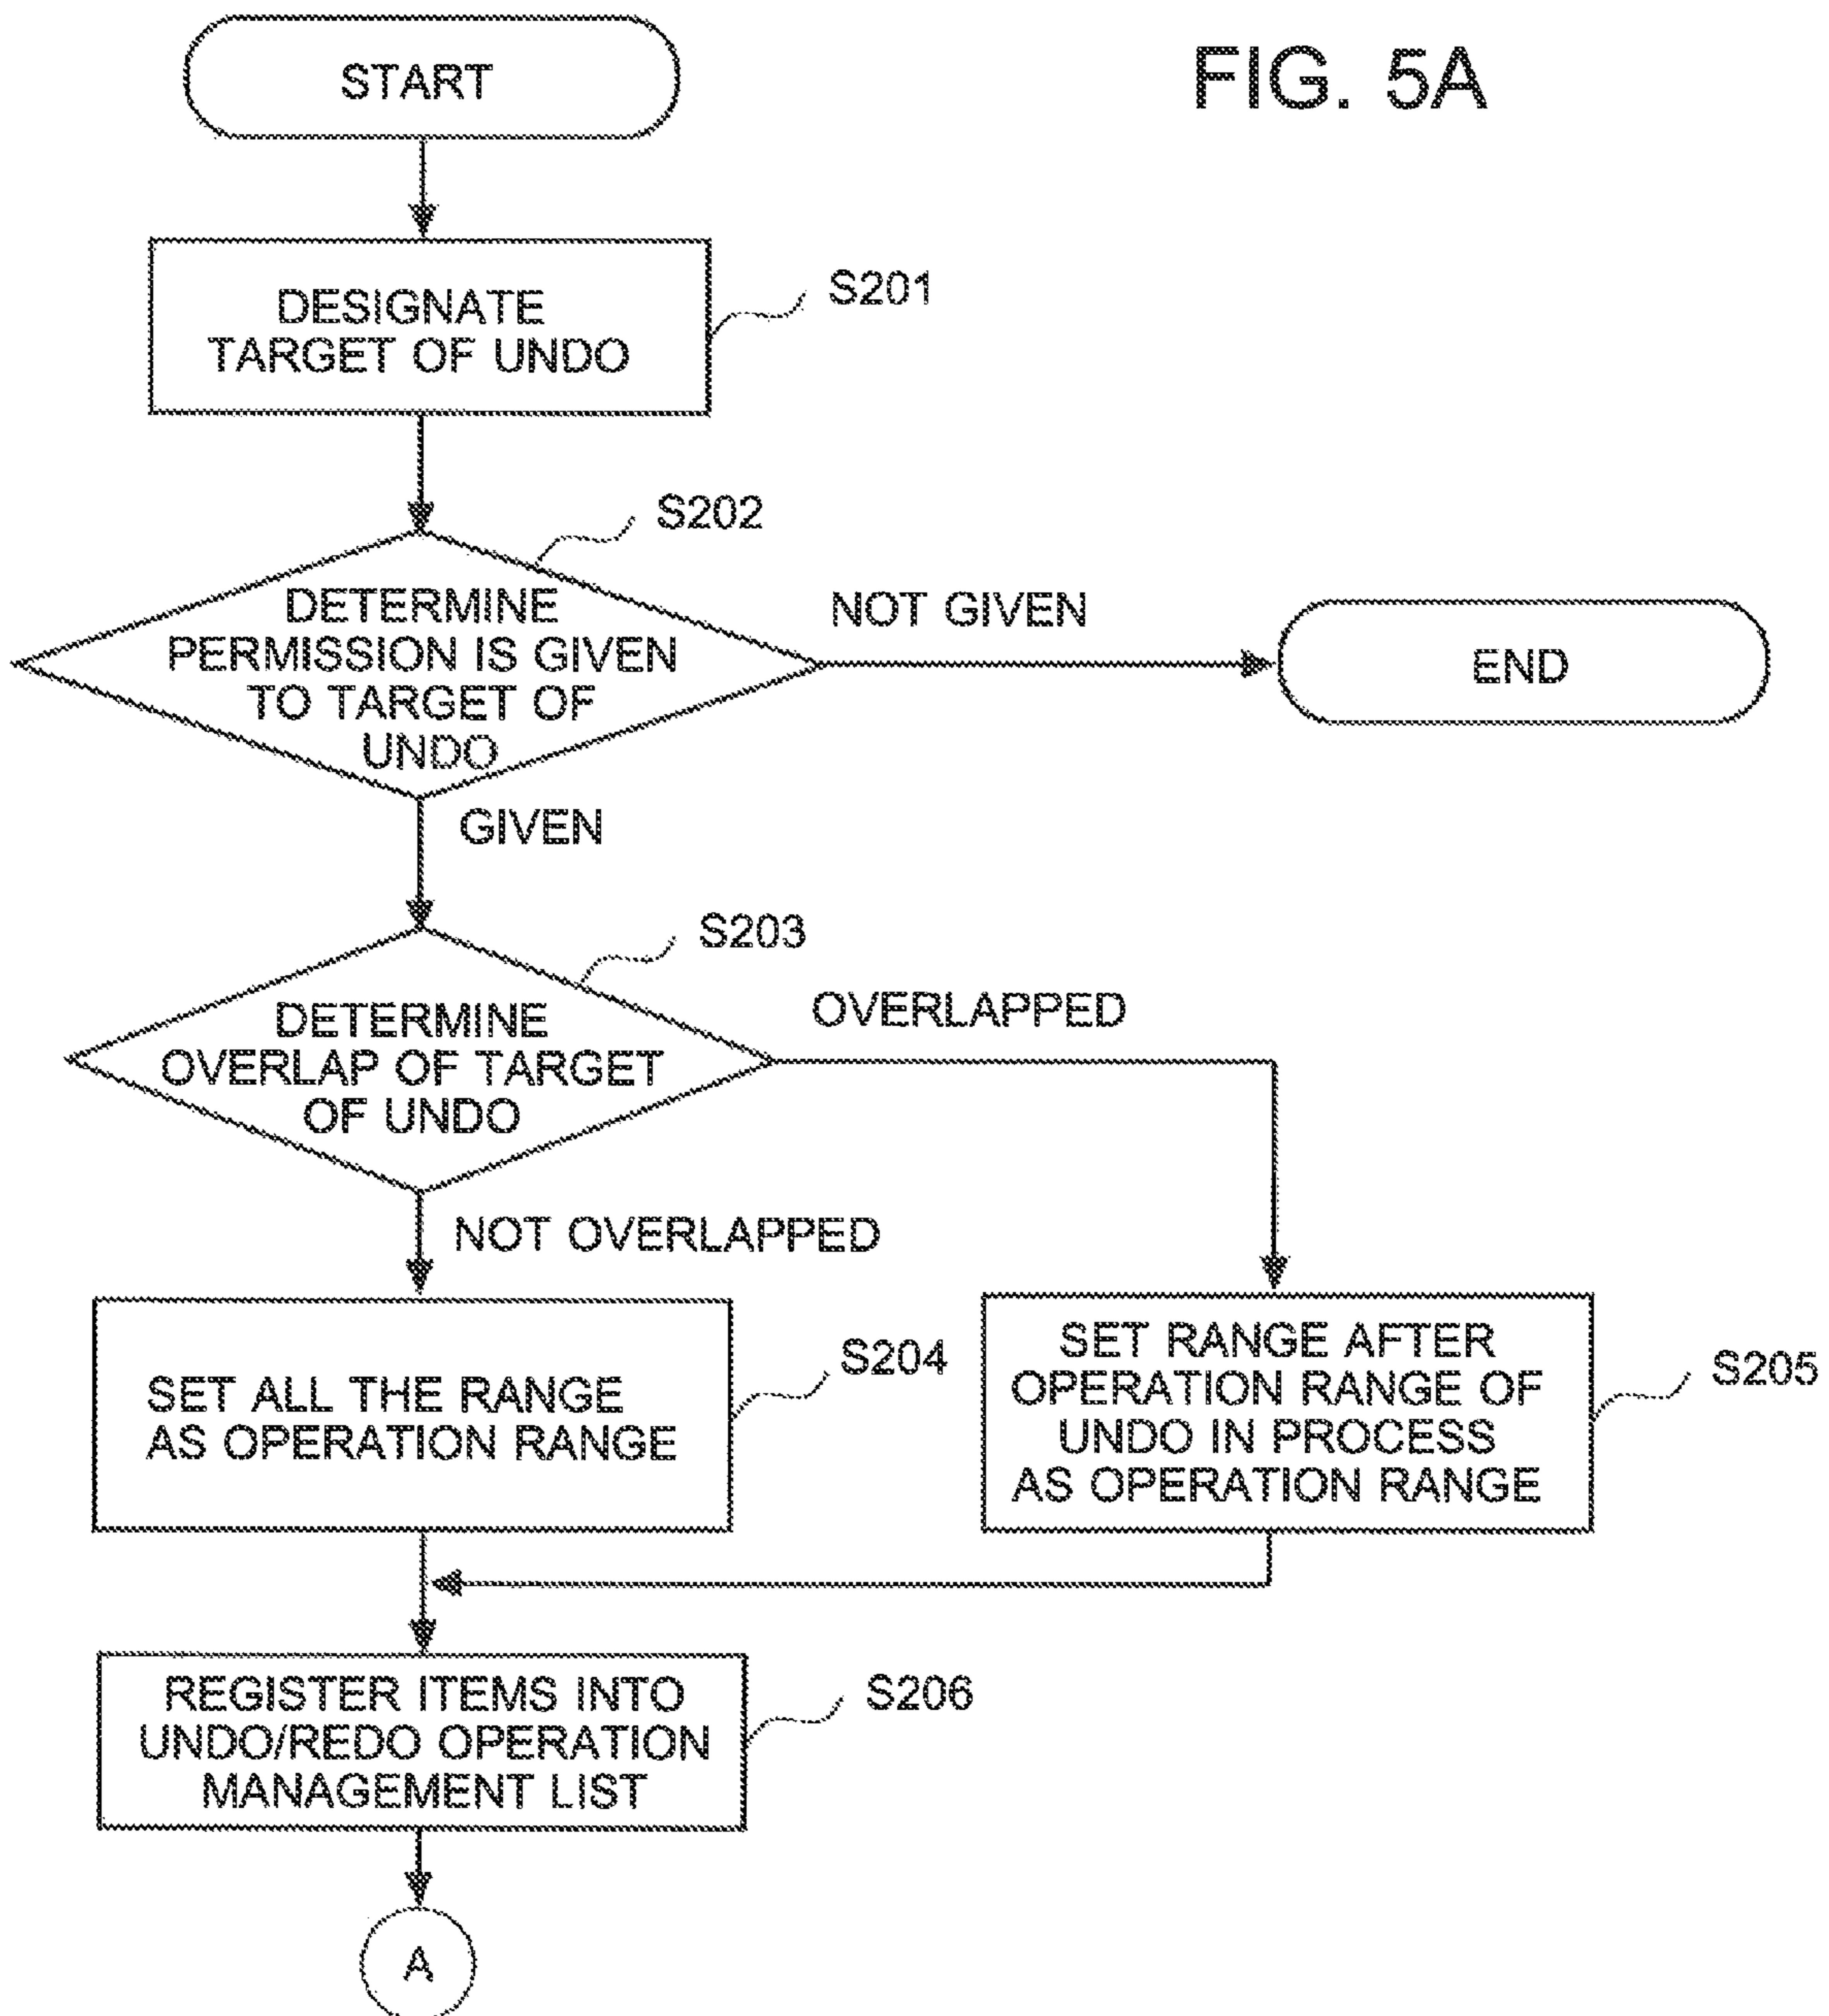 FIG. 5A
START
DESIGNATE
TARGET OF UNDO
S201
S202
DETERMINE
PERMISSION IS GIVEN
TO TARGET OF
UNDO
NOT GIVEN
END
GIVEN
S203
DETERMINE
OVERLAP OF TARGET
OF UNDO
OVERLAPPED
NOT OVERLAPPED
SET ALL THE RANGE
AS OPERATION RANGE
S204
SET RANGE AFTER
OPERATION RANGE OF
UNDO IN PROCESS
AS OPERATION RANGE
S205
REGISTER ITEMS INTO
UNDO/REDO OPERATION
MANAGEMENT LIST
S206
A